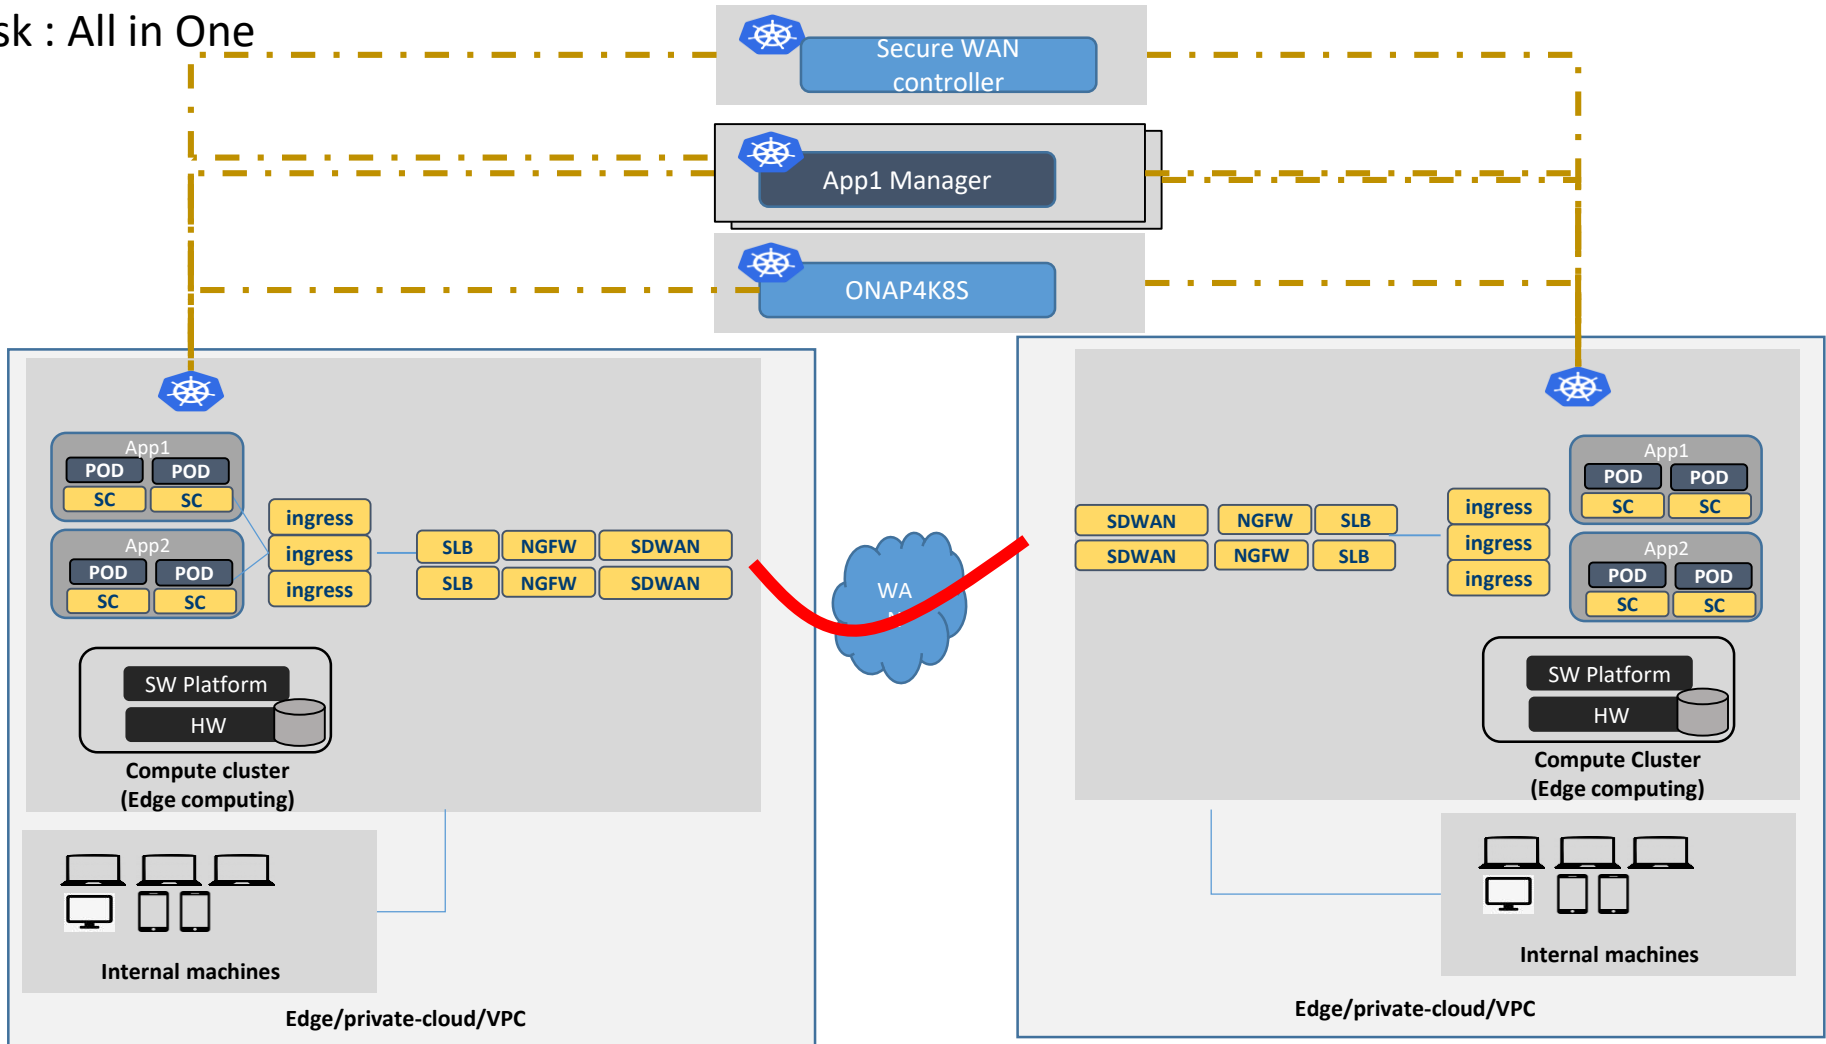 sk : All in One
Secure WAN
controller
App1 Manager
ONAP4K8S
App1
POD POD
SC SC
App2
POD POD
SC SC
ingress
ingress
ingress
SLB NGFW SDWAN
SLB NGFW SDWAN
SW Platform
HW
Compute cluster
(Edge computing)
Internal machines
Edge/private-cloud/VPC
WA
N
SDWAN NGFW SLB
SDWAN NGFW SLB
ingress
ingress
ingress
App1
POD POD
SC SC
App2
POD POD
SC SC
SW Platform
HW
Compute Cluster
(Edge computing)
Internal machines
Edge/private-cloud/VPC